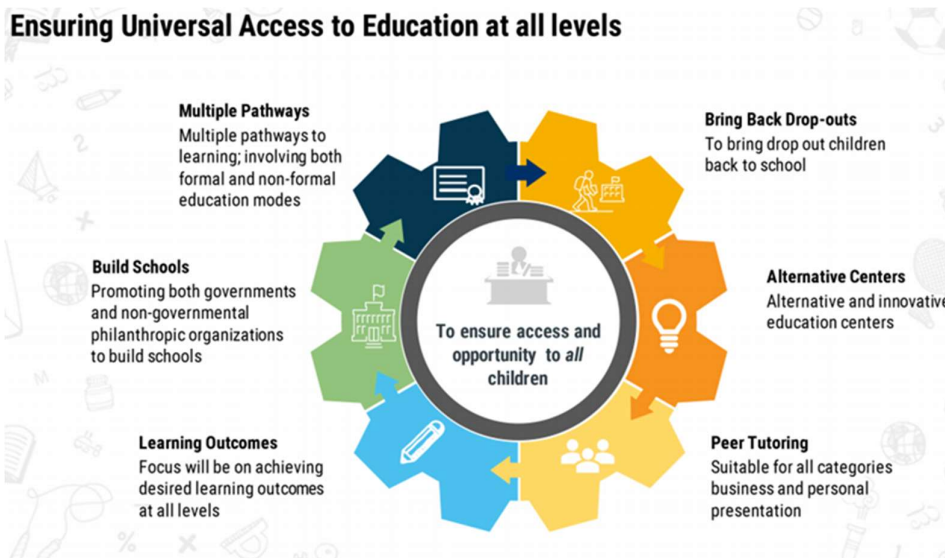 Ensuring Universal Access to Education at all levels
Multiple Pathways
Multiple pathways to
learning; involving both
formal and non-formal
education modes
Bring Back Drop-outs
To bring drop out children
back to school
Build Schools
Promoting both governments
and non-governmental
philanthropic organizations
to build schools
To ensure access and
opportunity to all
children
Alternative Centers
Alternative and innovative
education centers
Learning Outcomes
Focus will be on achieving
desired learning outcomes
at all levels
Peer Tutoring
Suitable for all categories
business and personal
presentation